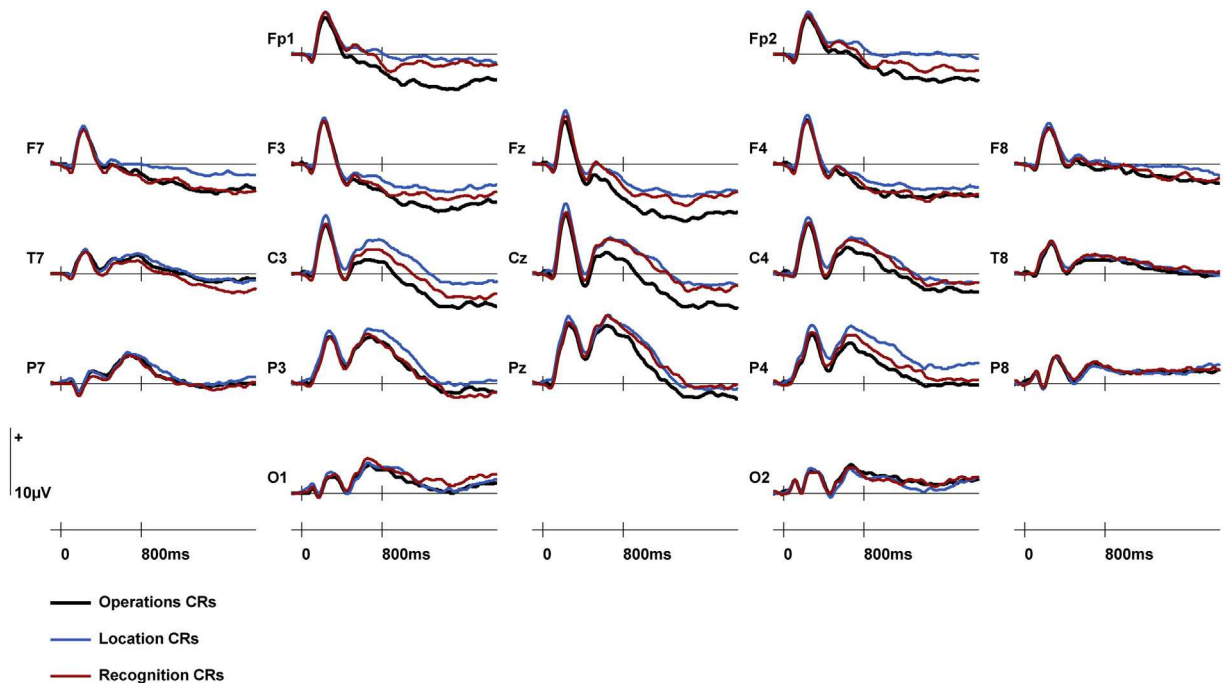 Fp1 Fp2
F7 F3 Fz F4 F8
T7 C3 Cz C4 T8
P7 P3 Pz P4 P8
+
10µV
O1 O2
0 800ms 0 800ms 0 800ms 0 800ms 0 800ms
Operations CRs
Location CRs
Recognition CRs